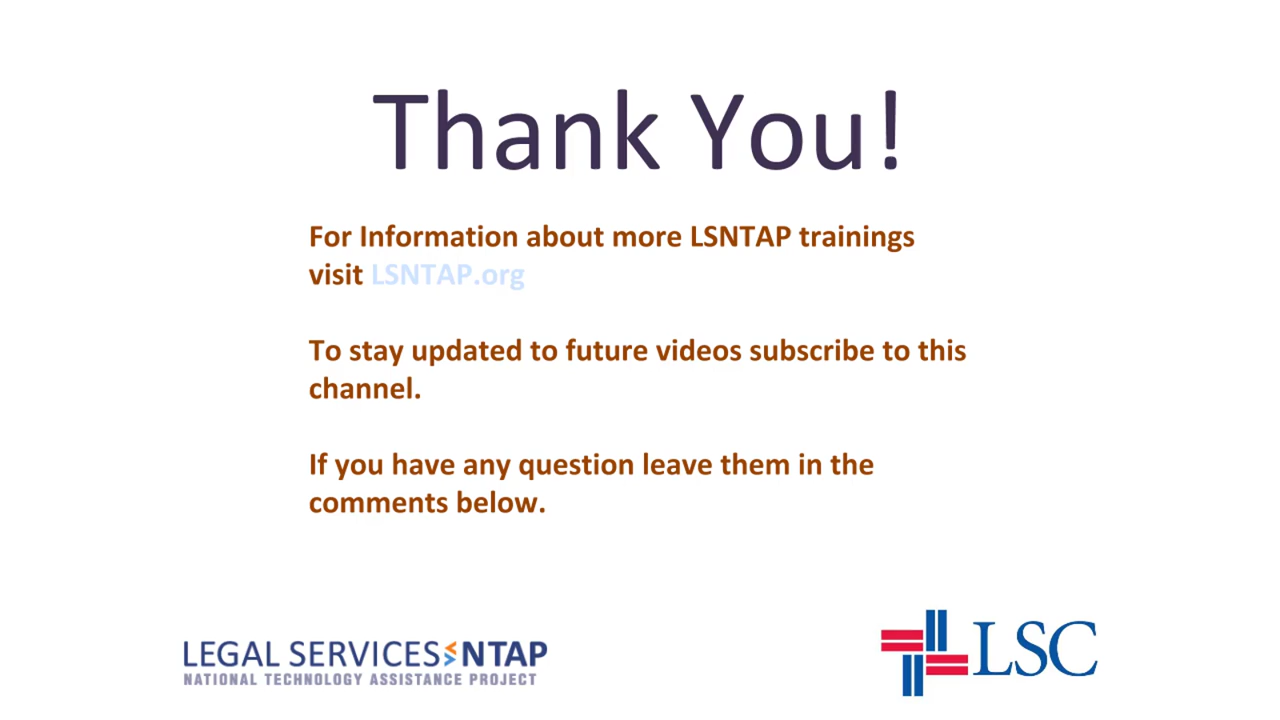 Thank You!
For Information about more LSNTAP trainings
visit LSNTAP.org
To stay updated to future videos subscribe to this
channel.
If you have any question leave them in the
comments below.
LEGAL SERVICES NTAP
NATIONAL TECHNOLOGY ASSISTANCE PROJECT
LSC